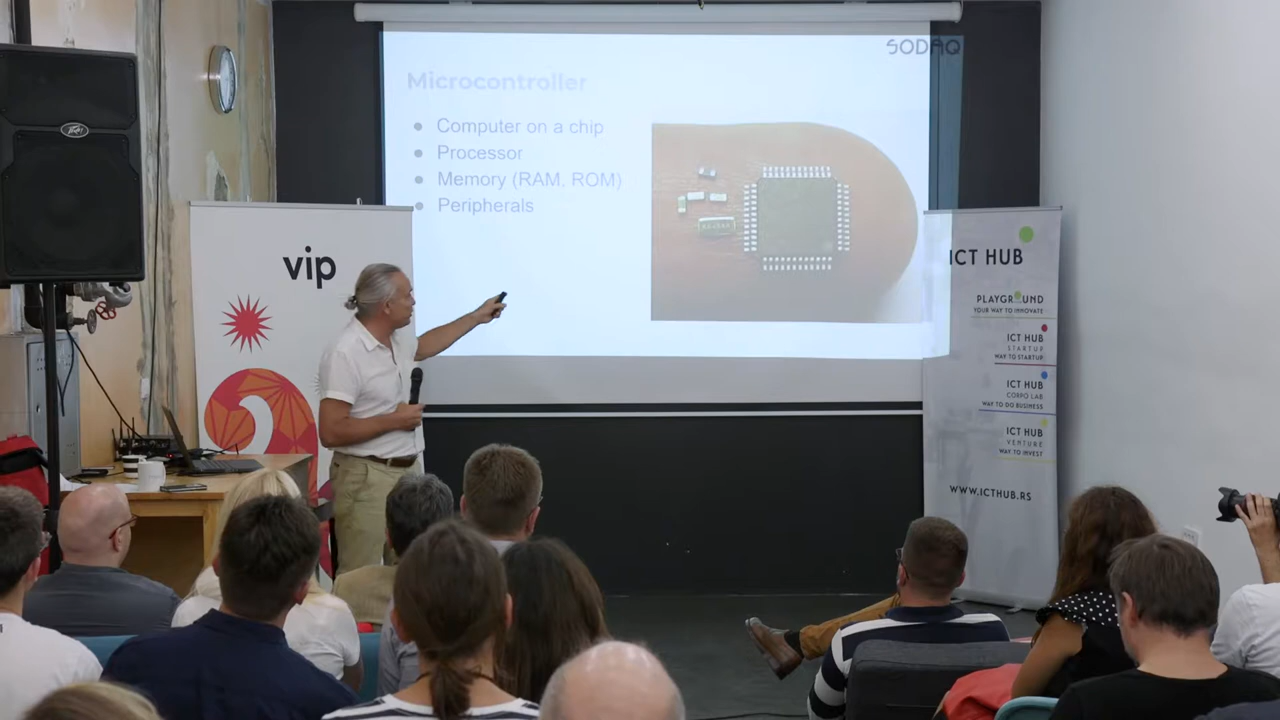 SODAQ
Microcontroller
Computer on a chip
Processor
Memory (RAM, ROM)
Peripherals
PEAVEY
vip
ICT HUB
PLAYGROUND
YOUR WAY TO INNOVATE
ICT HUB
STARTUP
WAY TO STARTUP
ICT HUB
CORPO LAB
WAY TO DO BUSINESS
ICT HUB
VENTURE
WAY TO INVEST
WWW.ICTHUB.RS